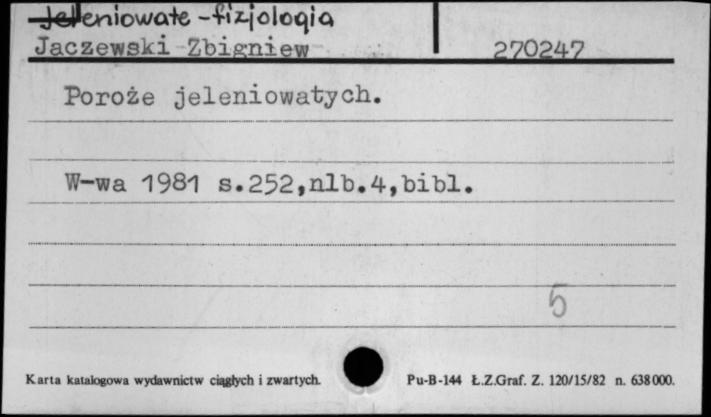 Jeleniowate - fizjologia
Jaczewski Zbigniew 270247
Poroże jeleniowatych.
W-wa 1981 s.252,nlb.4,bibl.
5
Karta katalogowa wydawnictw ciągłych i zwartych. Pu-B-144 Ł.Z.Graf. Z. 120/15/82 n. 638000.